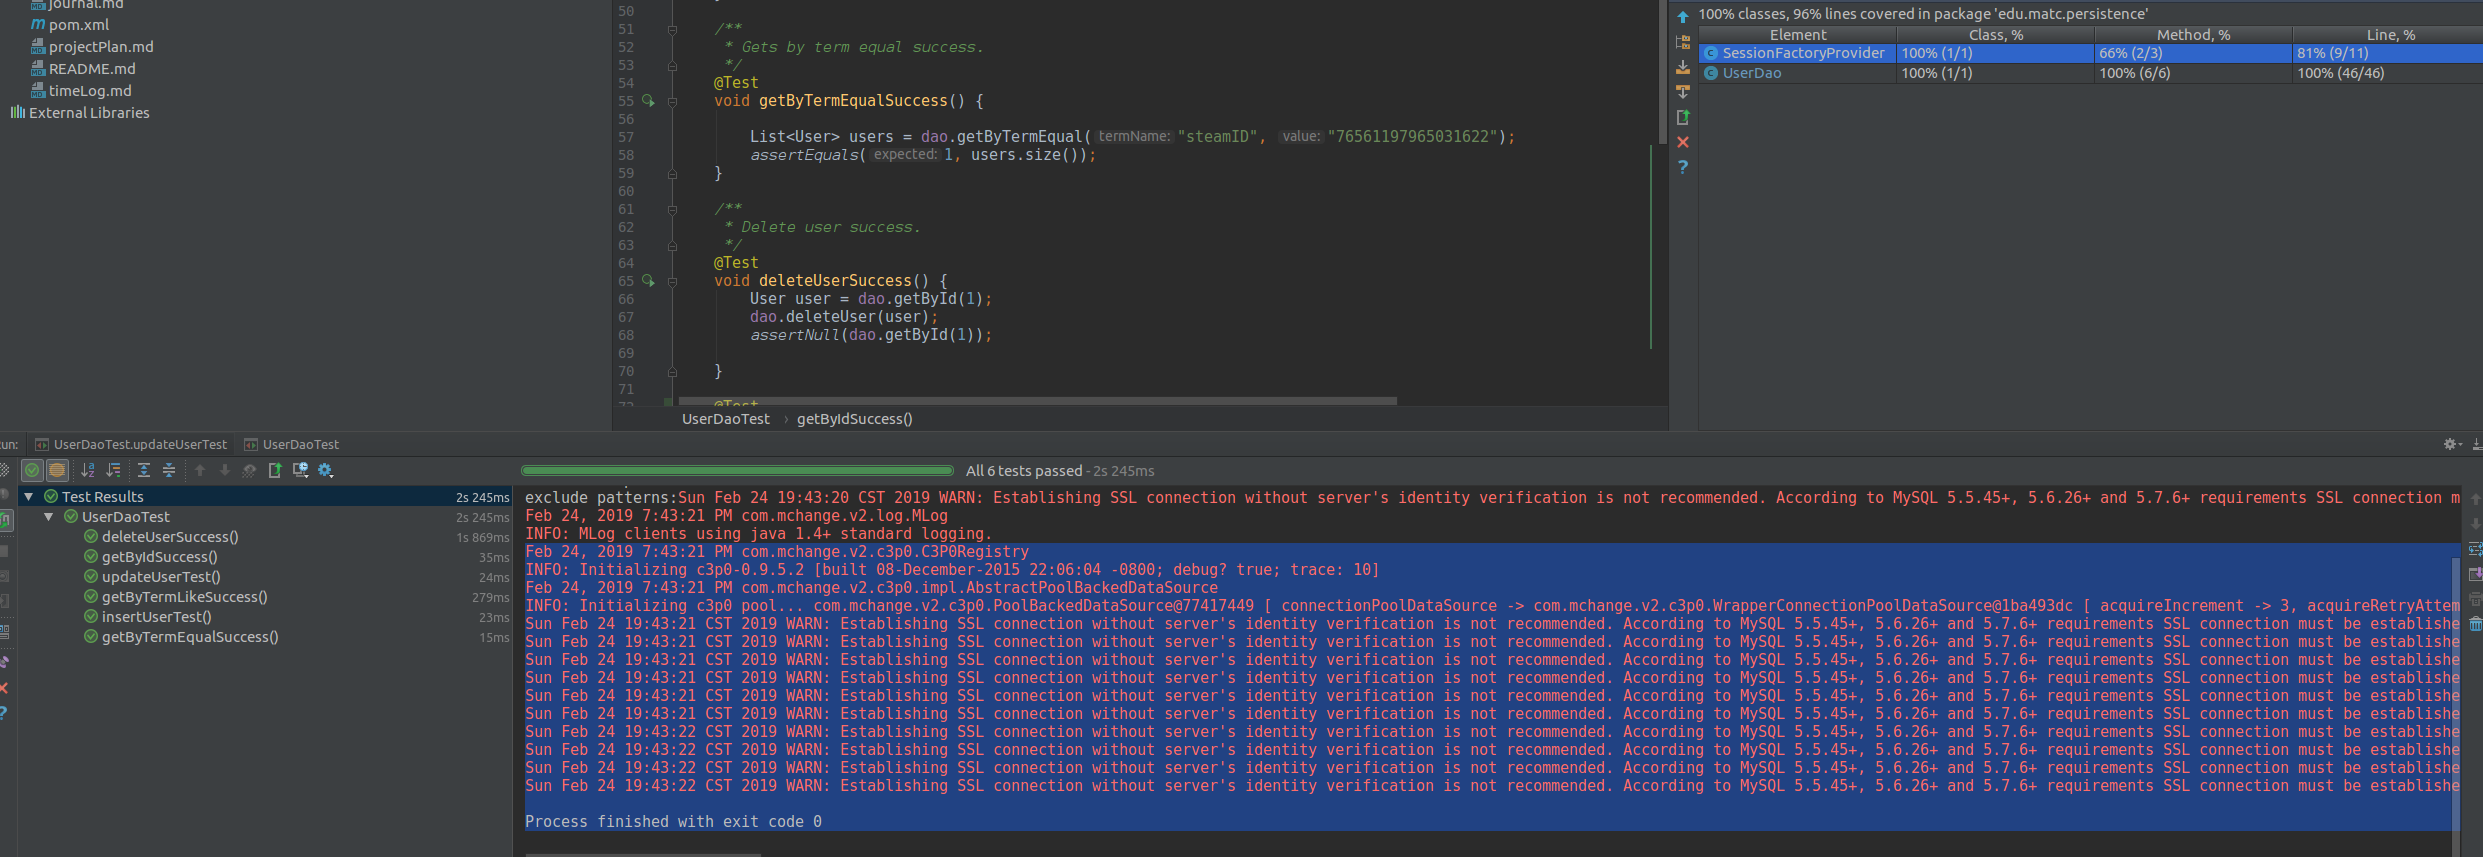 journal.md
pom.xml
projectPlan.md
README.md
timeLog.md
External Libraries
50
51 /**
52 * Gets by term equal success.
53 */
54 @Test
55 void getByTermEqualSuccess() {
56
57 List<User> users = dao.getByTermEqual( termName: "steamID", value: "76561197965031622");
58 assertEquals( expected: 1, users.size());
59 }
60
61 /**
62 * Delete user success.
63 */
64 @Test
65 void deleteUserSuccess() {
66 User user = dao.getById(1);
67 dao.deleteUser(user);
68 assertNull(dao.getById(1));
69
70 }
71
72 @Test
UserDaoTest › getByIdSuccess()
100% classes, 96% lines covered in package 'edu.matc.persistence'
Element Class, % Method, % Line, %
SessionFactoryProvider 100% (1/1) 66% (2/3) 81% (9/11)
UserDao 100% (1/1) 100% (6/6) 100% (46/46)
un: UserDaoTest.updateUserTest UserDaoTest
All 6 tests passed - 2s 245ms
Test Results 2s 245ms
UserDaoTest 2s 245ms
deleteUserSuccess() 1s 869ms
getByIdSuccess() 35ms
updateUserTest() 24ms
getByTermLikeSuccess() 279ms
insertUserTest() 23ms
getByTermEqualSuccess() 15ms
exclude patterns:Sun Feb 24 19:43:20 CST 2019 WARN: Establishing SSL connection without server's identity verification is not recommended. According to MySQL 5.5.45+, 5.6.26+ and 5.7.6+ requirements SSL connection m
Feb 24, 2019 7:43:21 PM com.mchange.v2.log.MLog
INFO: MLog clients using java 1.4+ standard logging.
Feb 24, 2019 7:43:21 PM com.mchange.v2.c3p0.C3P0Registry
INFO: Initializing c3p0-0.9.5.2 [built 08-December-2015 22:06:04 -0800; debug? true; trace: 10]
Feb 24, 2019 7:43:21 PM com.mchange.v2.c3p0.impl.AbstractPoolBackedDataSource
INFO: Initializing c3p0 pool... com.mchange.v2.c3p0.PoolBackedDataSource@77417449 [ connectionPoolDataSource -> com.mchange.v2.c3p0.WrapperConnectionPoolDataSource@1ba493dc [ acquireIncrement -> 3, acquireRetryAttem
Sun Feb 24 19:43:21 CST 2019 WARN: Establishing SSL connection without server's identity verification is not recommended. According to MySQL 5.5.45+, 5.6.26+ and 5.7.6+ requirements SSL connection must be establishe
Sun Feb 24 19:43:21 CST 2019 WARN: Establishing SSL connection without server's identity verification is not recommended. According to MySQL 5.5.45+, 5.6.26+ and 5.7.6+ requirements SSL connection must be establishe
Sun Feb 24 19:43:21 CST 2019 WARN: Establishing SSL connection without server's identity verification is not recommended. According to MySQL 5.5.45+, 5.6.26+ and 5.7.6+ requirements SSL connection must be establishe
Sun Feb 24 19:43:21 CST 2019 WARN: Establishing SSL connection without server's identity verification is not recommended. According to MySQL 5.5.45+, 5.6.26+ and 5.7.6+ requirements SSL connection must be establishe
Sun Feb 24 19:43:21 CST 2019 WARN: Establishing SSL connection without server's identity verification is not recommended. According to MySQL 5.5.45+, 5.6.26+ and 5.7.6+ requirements SSL connection must be establishe
Sun Feb 24 19:43:21 CST 2019 WARN: Establishing SSL connection without server's identity verification is not recommended. According to MySQL 5.5.45+, 5.6.26+ and 5.7.6+ requirements SSL connection must be establishe
Sun Feb 24 19:43:22 CST 2019 WARN: Establishing SSL connection without server's identity verification is not recommended. According to MySQL 5.5.45+, 5.6.26+ and 5.7.6+ requirements SSL connection must be establishe
Sun Feb 24 19:43:22 CST 2019 WARN: Establishing SSL connection without server's identity verification is not recommended. According to MySQL 5.5.45+, 5.6.26+ and 5.7.6+ requirements SSL connection must be establishe
Sun Feb 24 19:43:22 CST 2019 WARN: Establishing SSL connection without server's identity verification is not recommended. According to MySQL 5.5.45+, 5.6.26+ and 5.7.6+ requirements SSL connection must be establishe
Sun Feb 24 19:43:22 CST 2019 WARN: Establishing SSL connection without server's identity verification is not recommended. According to MySQL 5.5.45+, 5.6.26+ and 5.7.6+ requirements SSL connection must be establishe
Process finished with exit code 0